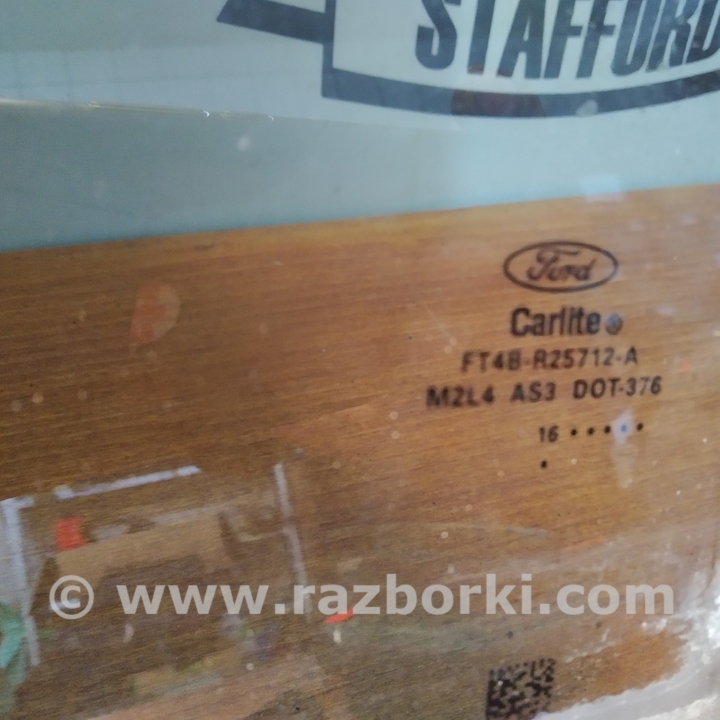 STAFFORD
Ford
Carlite®
FT4B-R25712-A
M2L4 AS3 DOT-376
16 •••••
•
© www.razborki.com